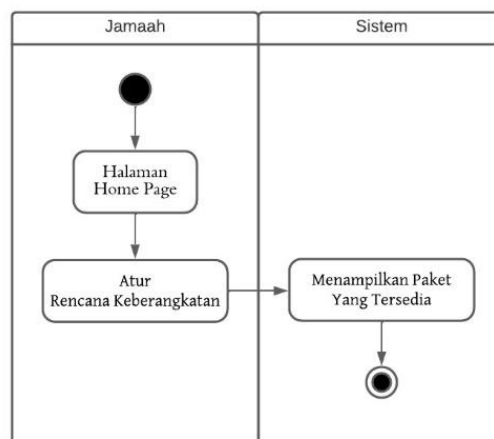 Jamaah
Sistem
Halaman
Home Page
Atur
Rencana Keberangkatan
Menampilkan Paket
Yang Tersedia